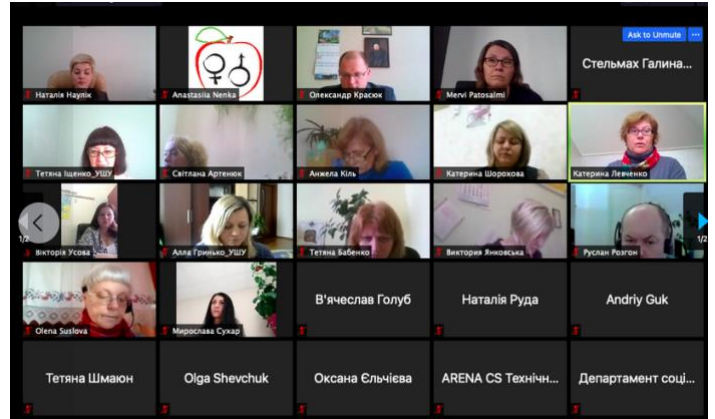 Ask to Unmute
Наталія Наулік
Anastasiia Nenka
Олександр Красюк
Mervi Patosalmi
Стельмах Галина...
Тетяна Іщенко_УШУ
Світлана Артенюк
Анжела Кіль
Катерина Шорохова
Катерина Левченко
1/2
1/2
Вікторія Усова
Алла Гринько_УШУ
Тетяна Бабенко
Виктория Янковська
Руслан Розгон
Olena Suslova
Мирослава Сухар
В'ячеслав Голуб
Наталія Руда
Andriy Guk
Тетяна Шмаюн
Olga Shevchuk
Оксана Єльчієва
ARENA CS Технічн...
Департамент соці...